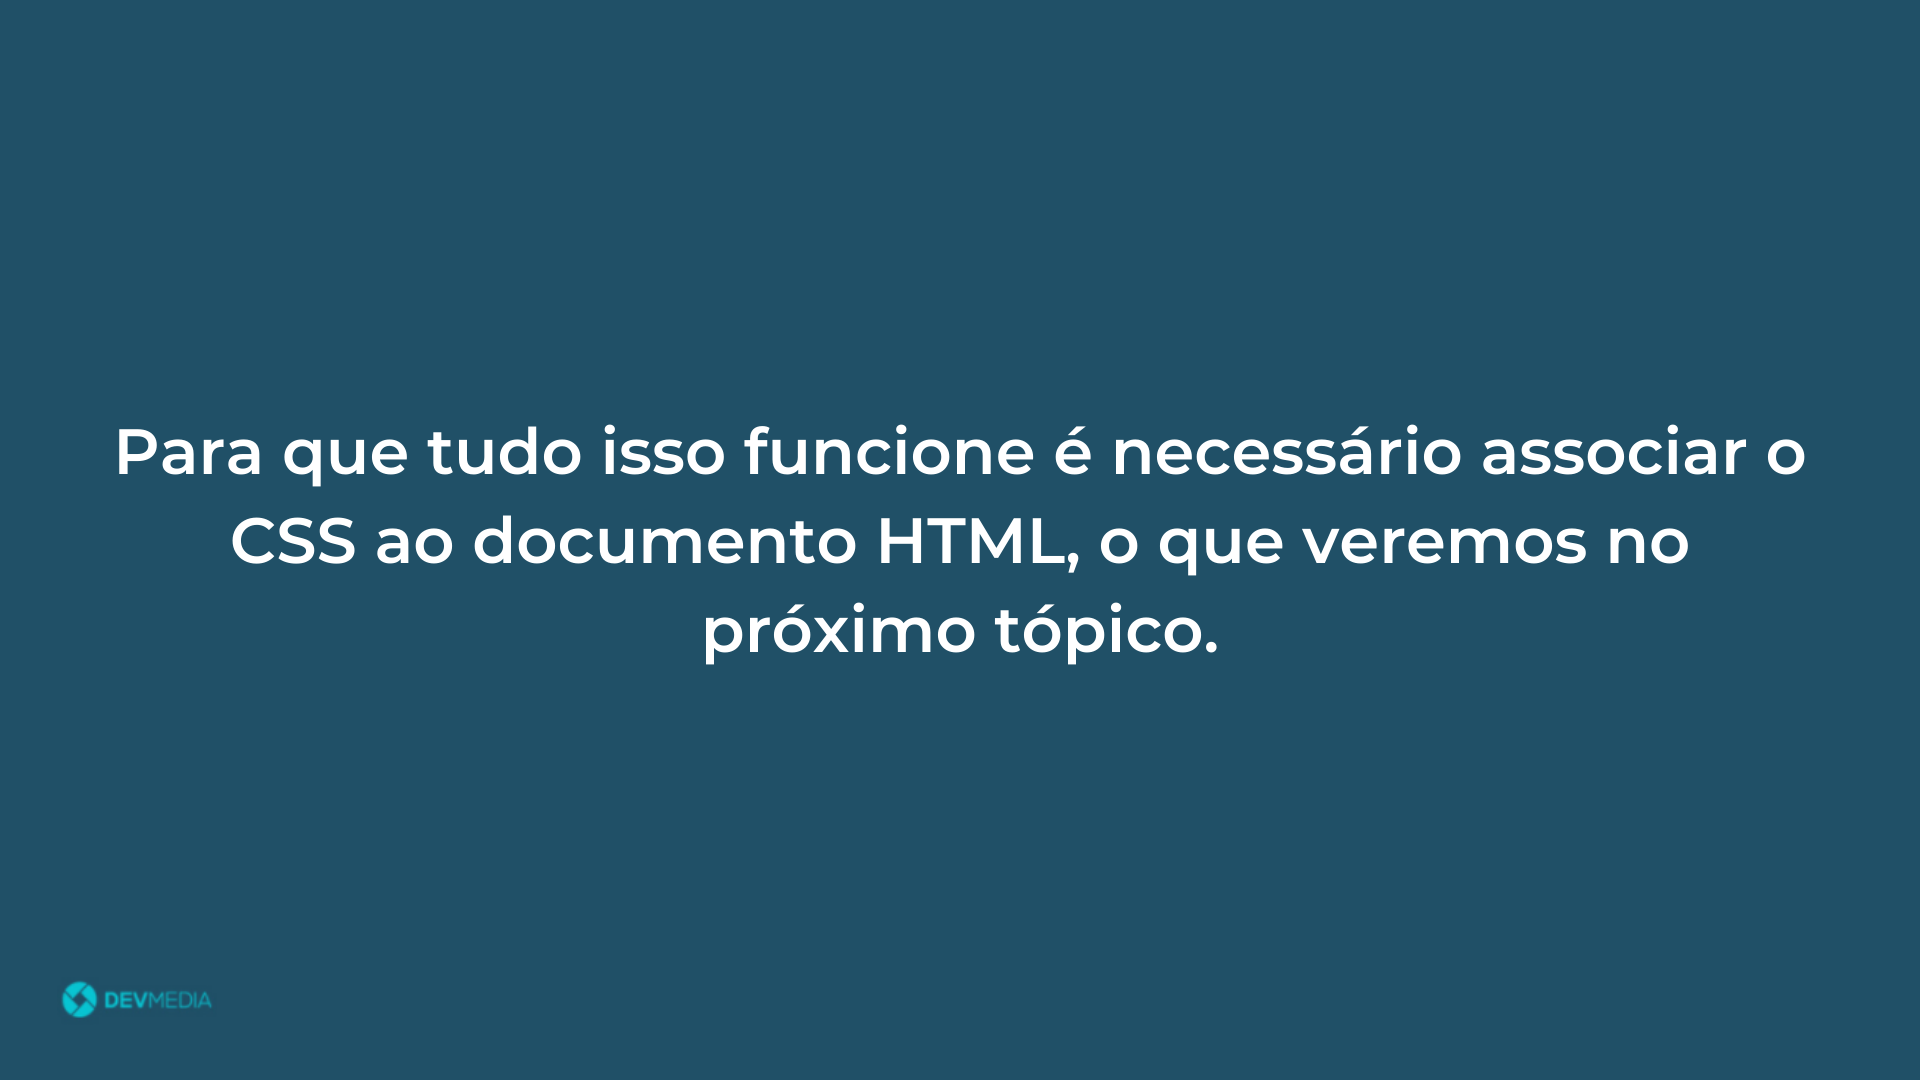 Para que tudo isso funcione é necessário associar o
CSS ao documento HTML, o que veremos no
próximo tópico.
DEVMEDIA